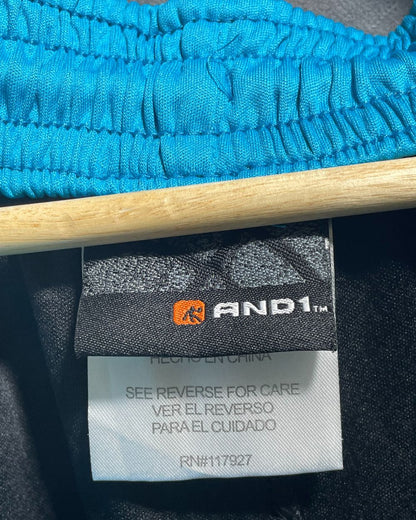 AND1™
HECHO EN CHINA
SEE REVERSE FOR CARE
VER EL REVERSO
PARA EL CUIDADO
RN#117927